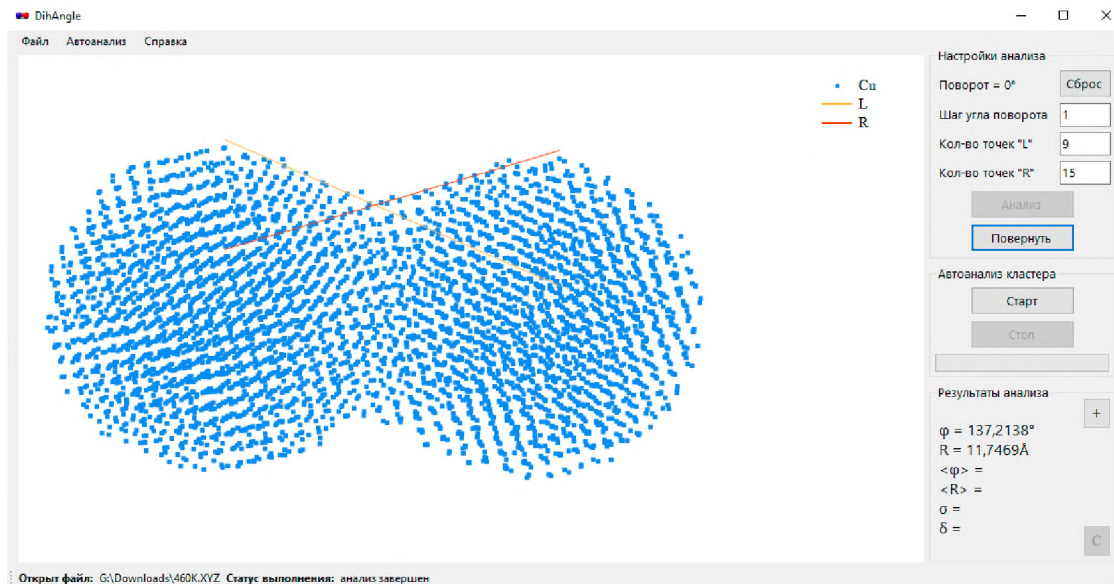 DihAngle
Файл Автоанализ Справка
Cu
L
R
Настройки анализа
Поворот = 0° Сброс
Шаг угла поворота 1
Кол-во точек "L" 9
Кол-во точек "R" 15
Анализ
Повернуть
Автоанализ кластера
Старт
Стоп
Результаты анализа
+
φ = 137,2138°
R = 11,7469Å
<φ> =
<R> =
σ =
δ =
C
Открыт файл: G:\Downloads\460K.XYZ Статус выполнения: анализ завершен